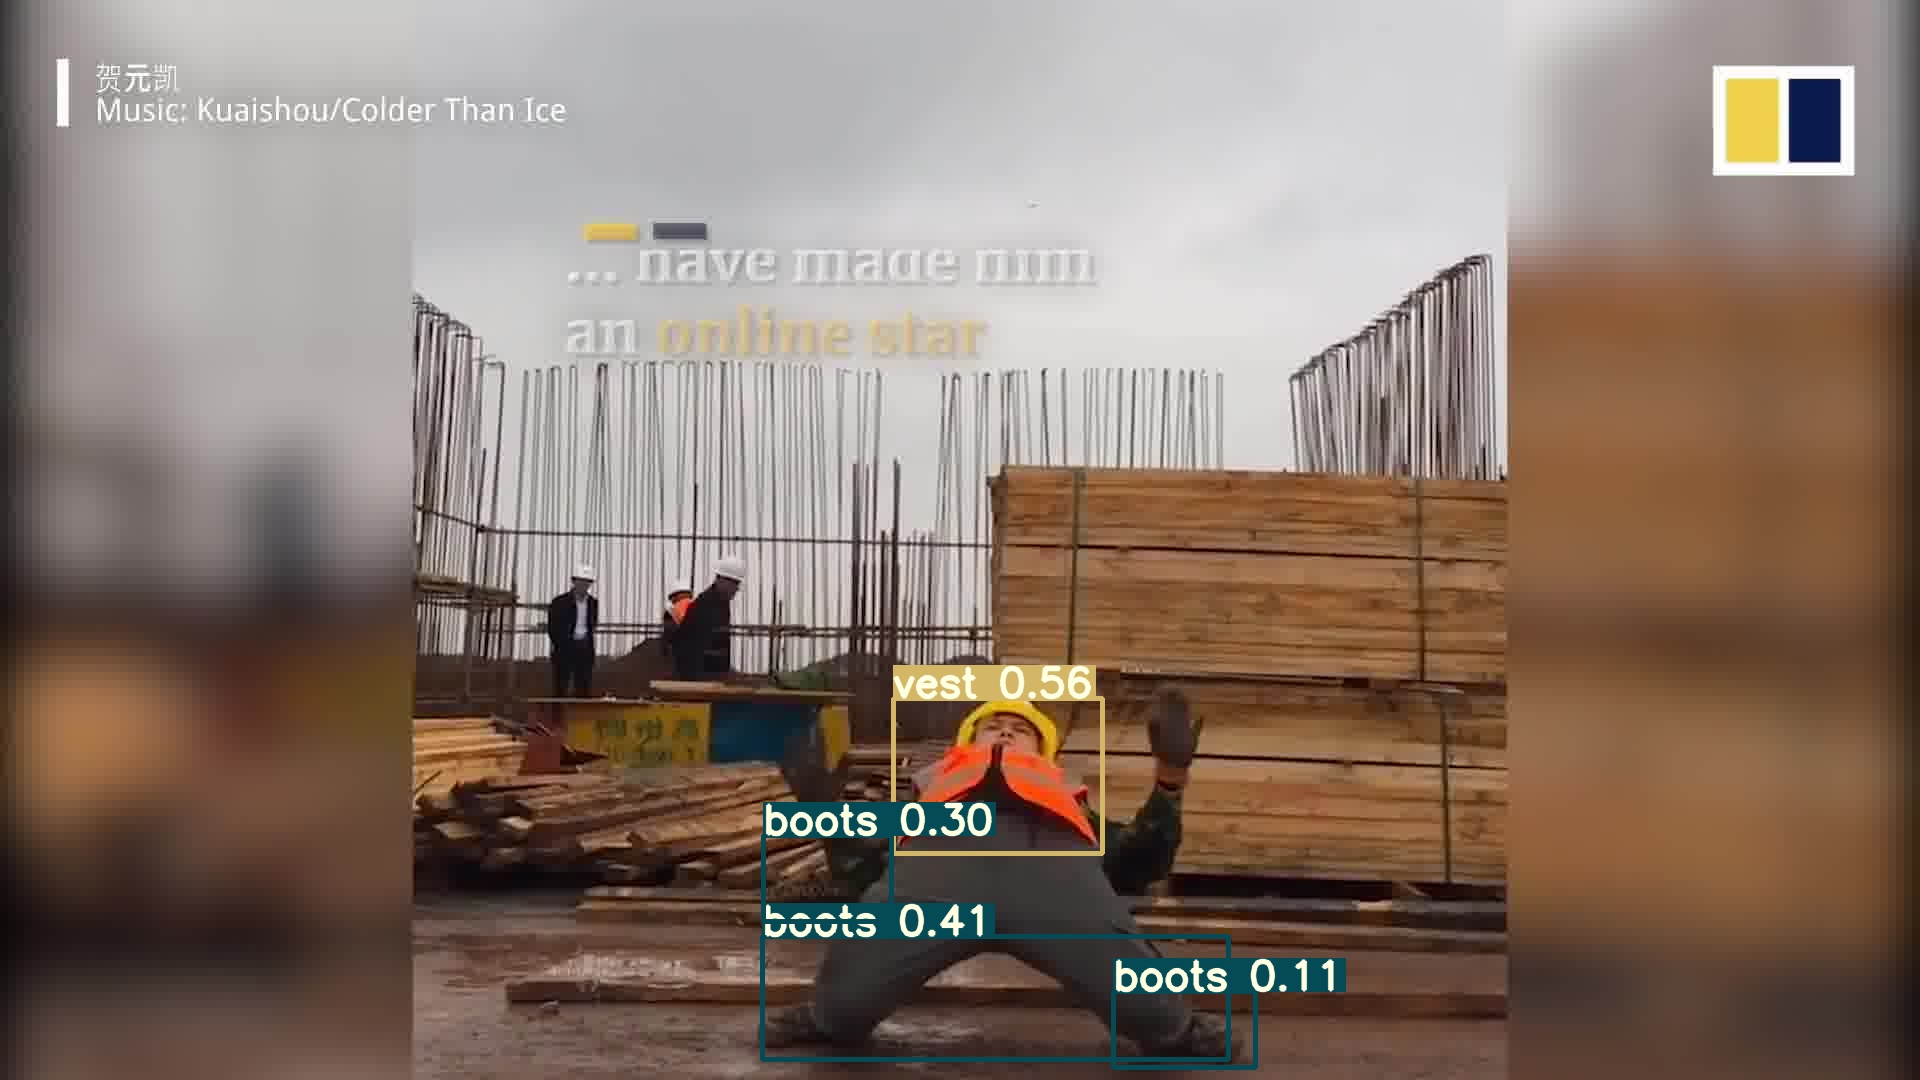 贺元凯
Music: Kuaishou/Colder Than Ice
... have made him
an online star
vest 0.56
boots 0.30
boots 0.41
boots 0.11